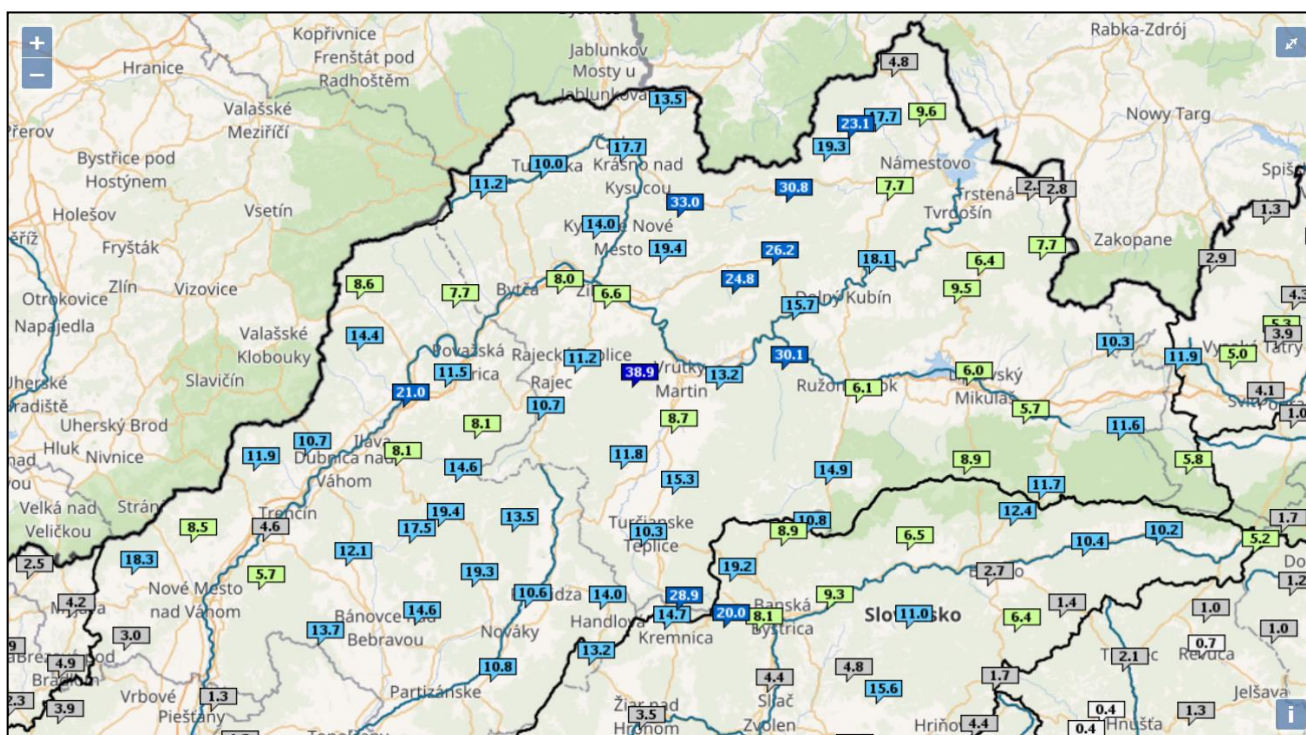 +
−
Kopřivnice
Frenštát pod
Radhoštěm
Hranice
Jablunkov
Mosty u
Jablunkova
Rabka-Zdrój
4.8
13.5
Valašské
Meziříčí
17.7
9.6
23.1
Nowy Targ
Přerov
19.3
17.7
Krásno nad
Kysucou
Bystřice pod
Hostýnem
10.0
Námestovo
11.2
30.8
7.7
2.8
Trstená
Tvrdošín
33.0
Holešov
Vsetín
1.3
14.0
Nové
Mesto
Fryšták
19.4
26.2
7.7
Zakopane
18.1
6.4
2.9
Zlín
Vizovice
8.6
7.7
Bytča
8.0
6.6
24.8
9.5
Otrokovice
Napajedla
15.7
Dolný Kubín
5.3
3.9
Valašské
Klobouky
14.4
10.3
11.9
5.0
Vysoké Tatry
Slavičín
Považská
11.5
11.2
38.9
Vrútky
Martin
13.2
30.1
6.0
Mikuláš
21.0
Rajec
6.1
4.1
Uherské
Hradiště
10.7
5.7
1.0
Uherský Brod
8.1
8.7
11.6
Hluk
Nivnice
11.9
10.7
Ilava
8.1
Dubnica nad
Váhom
14.6
11.8
14.9
8.9
5.8
15.3
11.7
Velká nad
Veličkou
Trenčín
8.5
4.6
17.5
19.4
13.5
Turčianske
Teplice
10.3
10.8
8.9
12.4
6.5
1.7
10.4
10.2
5.2
2.5
18.3
12.1
5.7
19.3
19.2
2.7
Nové Mesto
nad Váhom
10.6
14.0
28.9
9.3
1.4
1.2
4.2
14.6
Bánovce nad
Bebravou
Nováky
Handlová
14.7
Kremnica
20.0
8.1
Banská
Bystrica
11.0
Slovensko
6.4
1.0
3.0
13.7
13.2
1.0
0.7
Revúca
4.9
10.8
4.8
2.1
Vrbové
Piešťany
1.3
Partizánske
4.4
15.6
1.7
Jelšava
2.3
3.9
Žiar nad
Hronom
3.5
Sliač
Zvolen
4.4
0.4
0.4
Hnúšťa
1.3
i